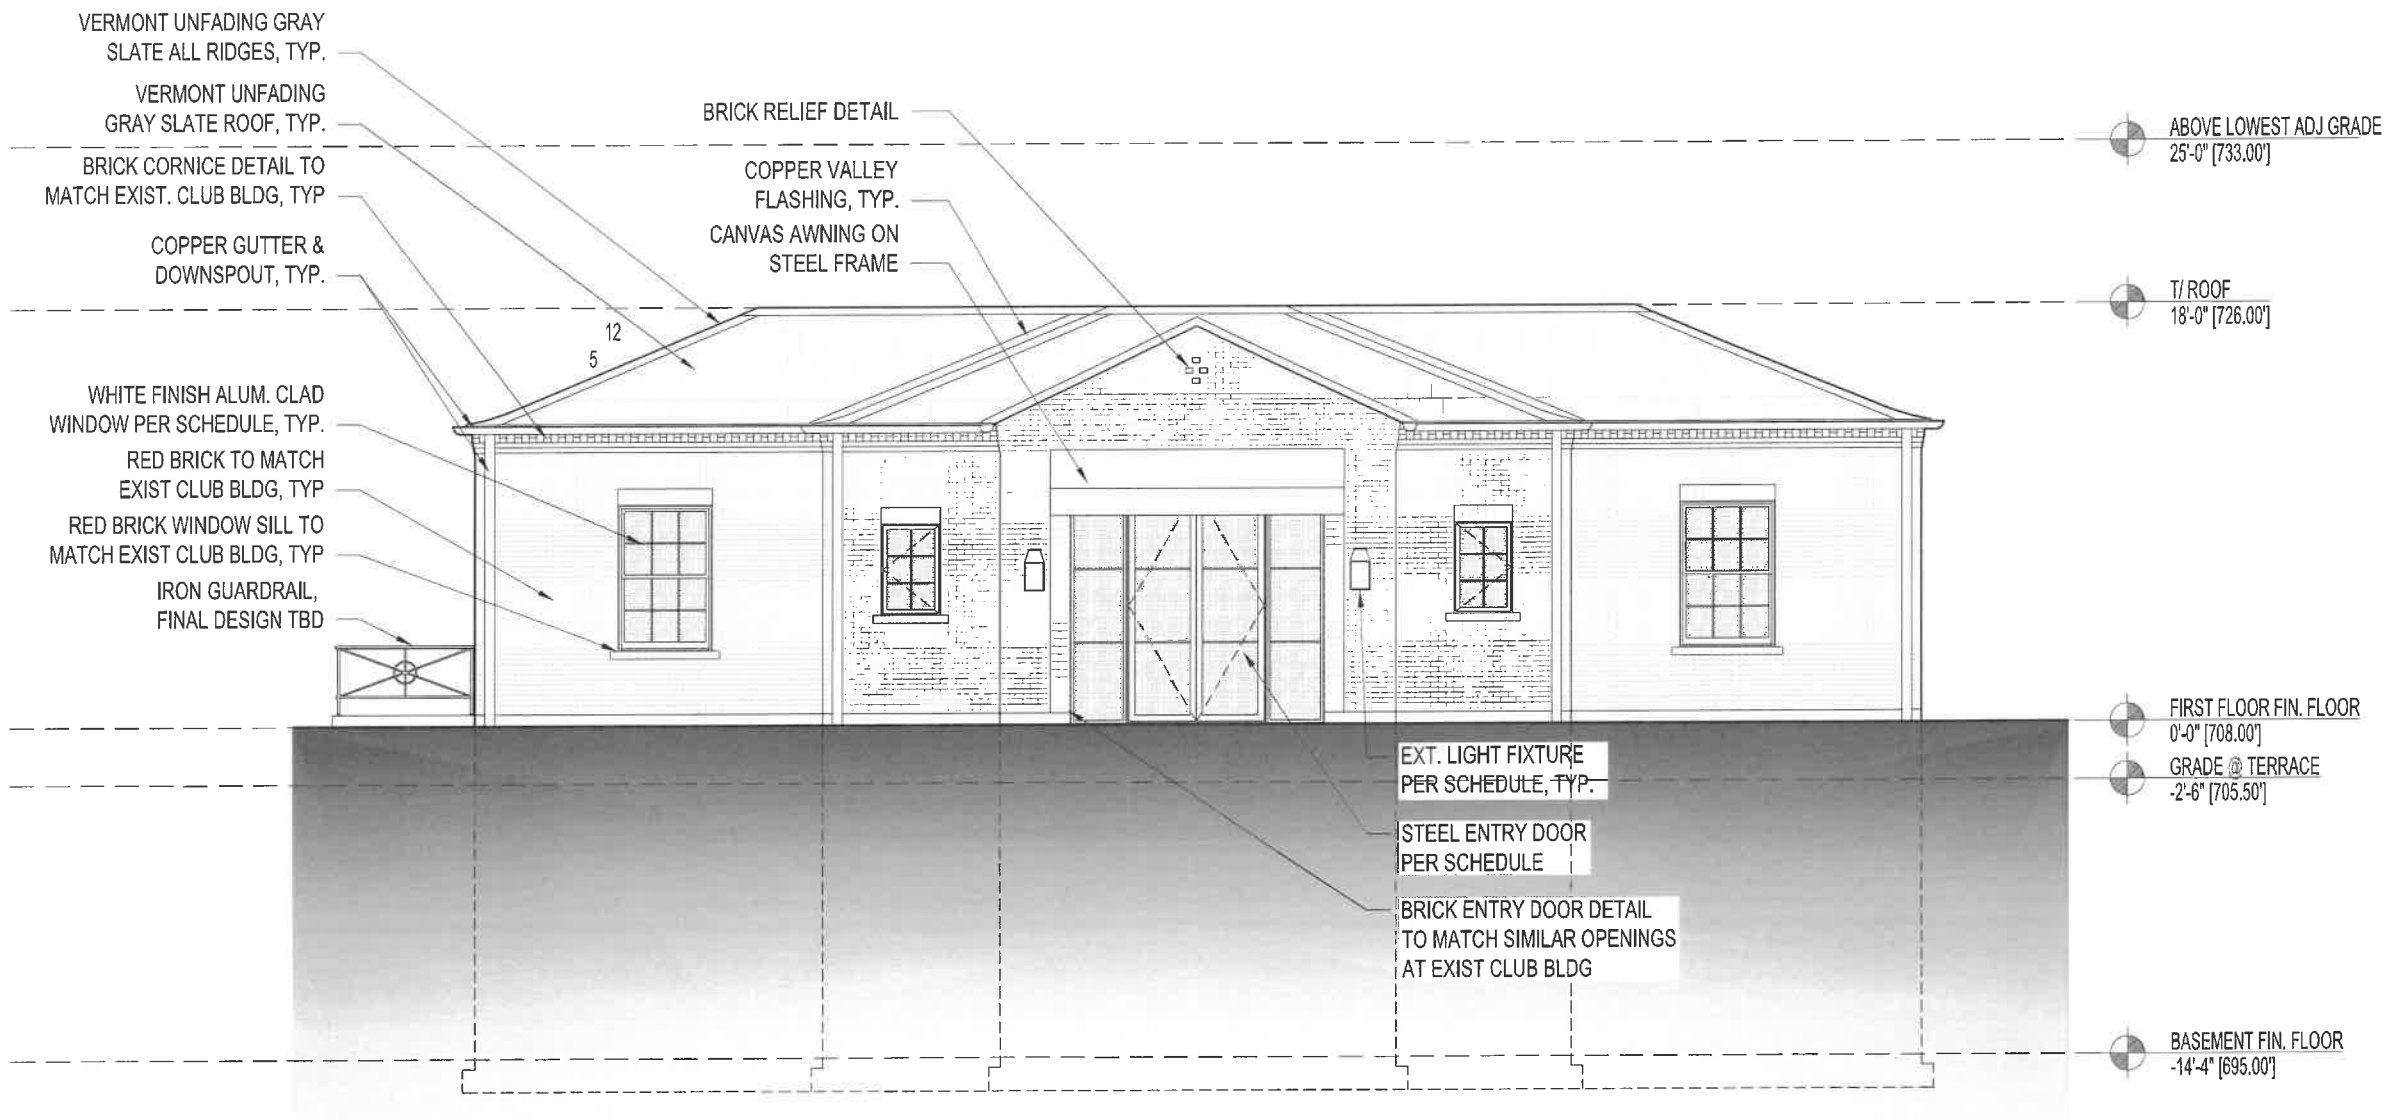 VERMONT UNFADING GRAY
SLATE ALL RIDGES, TYP.
VERMONT UNFADING
GRAY SLATE ROOF, TYP.
BRICK CORNICE DETAIL TO
MATCH EXIST. CLUB BLDG, TYP
COPPER GUTTER &
DOWNSPOUT, TYP.
WHITE FINISH ALUM. CLAD
WINDOW PER SCHEDULE, TYP.
RED BRICK TO MATCH
EXIST CLUB BLDG, TYP
RED BRICK WINDOW SILL TO
MATCH EXIST CLUB BLDG, TYP
IRON GUARDRAIL,
FINAL DESIGN TBD
12
5
BRICK RELIEF DETAIL
COPPER VALLEY
FLASHING, TYP.
CANVAS AWNING ON
STEEL FRAME
EXT. LIGHT FIXTURE
PER SCHEDULE, TYP.
STEEL ENTRY DOOR
PER SCHEDULE
BRICK ENTRY DOOR DETAIL
TO MATCH SIMILAR OPENINGS
AT EXIST CLUB BLDG
ABOVE LOWEST ADJ GRADE
25'-0" [733.00']
T/ ROOF
18'-0" [726.00']
FIRST FLOOR FIN. FLOOR
0'-0" [708.00']
GRADE @ TERRACE
-2'-6" [705.50']
BASEMENT FIN. FLOOR
-14'-4" [695.00']